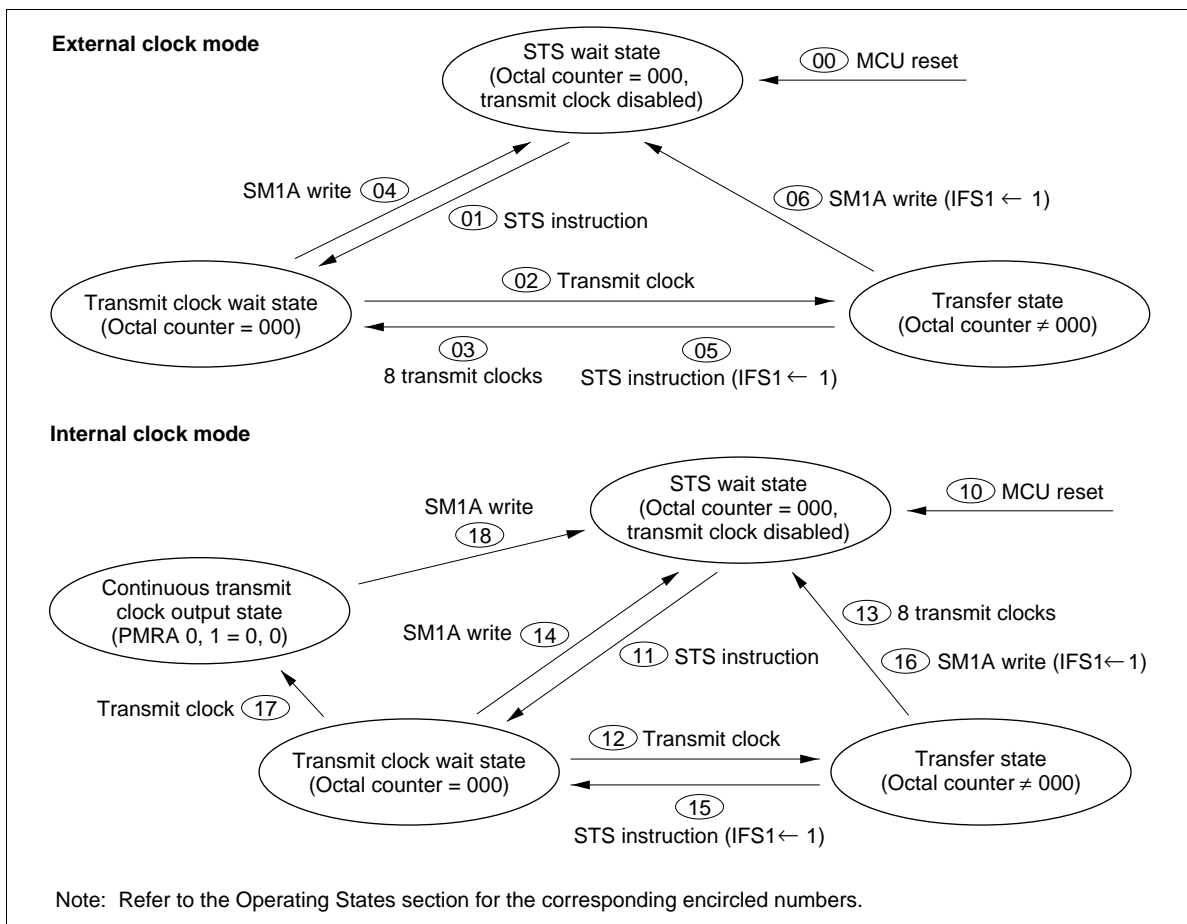 External clock mode
STS wait state
(Octal counter = 000,
transmit clock disabled)
00 MCU reset
SM1A write 04
01 STS instruction
06 SM1A write (IFS1 ← 1)
Transmit clock wait state
(Octal counter = 000)
02 Transmit clock
Transfer state
(Octal counter ≠ 000)
03
8 transmit clocks
05
STS instruction (IFS1 ← 1)
Internal clock mode
STS wait state
(Octal counter = 000,
transmit clock disabled)
10 MCU reset
SM1A write
18
Continuous transmit
clock output state
(PMRA 0, 1 = 0, 0)
SM1A write 14
11 STS instruction
13 8 transmit clocks
16 SM1A write (IFS1← 1)
Transmit clock 17
Transmit clock wait state
(Octal counter = 000)
12 Transmit clock
Transfer state
(Octal counter ≠ 000)
15
STS instruction (IFS1 ← 1)
Note: Refer to the Operating States section for the corresponding encircled numbers.